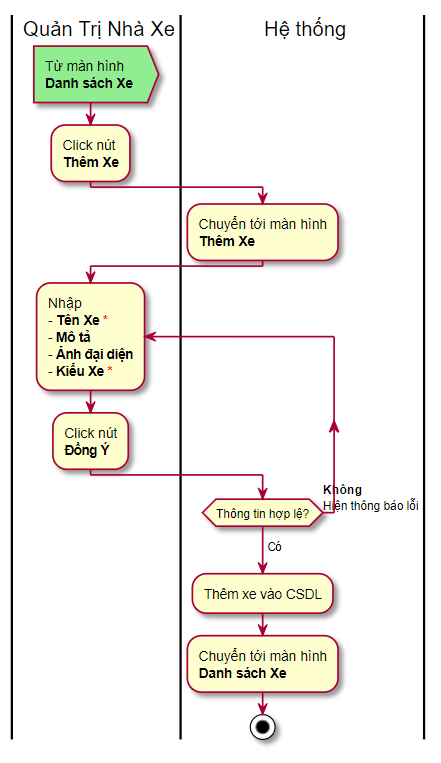 Quản Trị Nhà Xe
Hệ thống
Từ màn hình
Danh sách Xe
Click nút
Thêm Xe
Chuyển tới màn hình
Thêm Xe
Nhập
- Tên Xe *
- Mô tả
- Ảnh đại diện
- Kiểu Xe *
Click nút
Đồng Ý
Thông tin hợp lệ?
Không
Hiện thông báo lỗi
Có
Thêm xe vào CSDL
Chuyển tới màn hình
Danh sách Xe